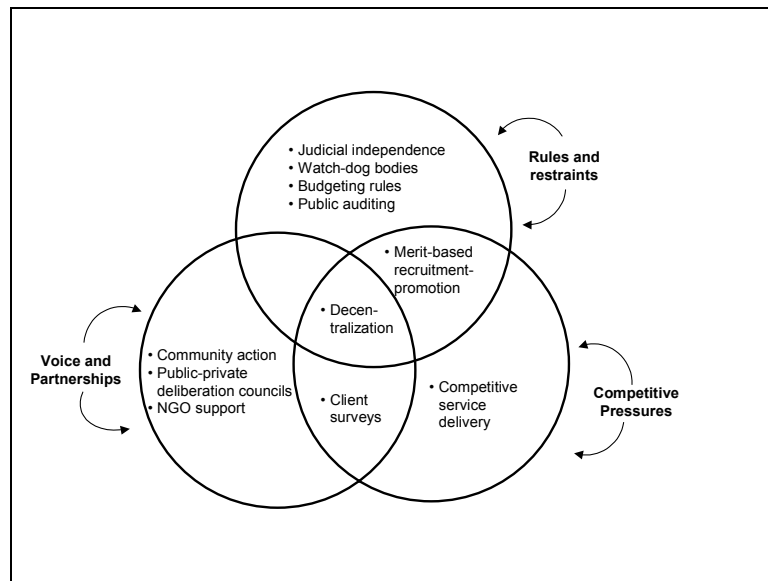 • Judicial independence
• Watch-dog bodies
• Budgeting rules
• Public auditing
Rules and
restraints
• Merit-based
recruitment-
promotion
• Decen-
tralization
Voice and
Partnerships
• Community action
• Public-private
deliberation councils
• NGO support
• Client
surveys
• Competitive
service
delivery
Competitive
Pressures